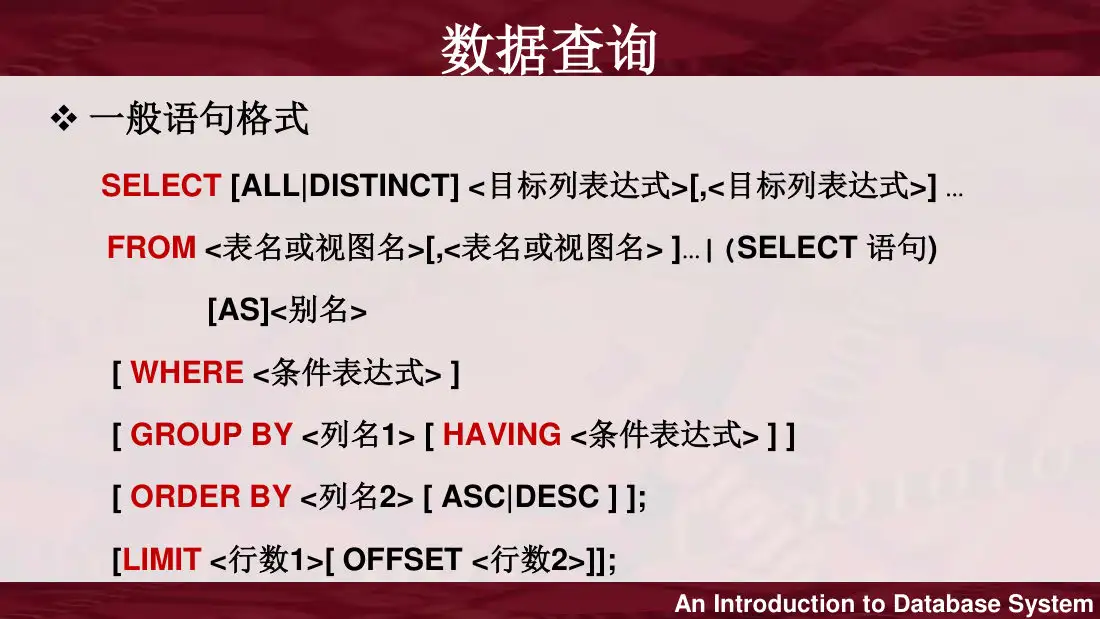 数据查询
❖ 一般语句格式
SELECT [ALL|DISTINCT] <目标列表达式>[,<目标列表达式>] …
FROM <表名或视图名>[,<表名或视图名> ]…| (SELECT 语句)
[AS]<别名>
[ WHERE <条件表达式> ]
[ GROUP BY <列名1> [ HAVING <条件表达式> ] ]
[ ORDER BY <列名2> [ ASC|DESC ] ];
[LIMIT <行数1>[ OFFSET <行数2>]];
An Introduction to Database System